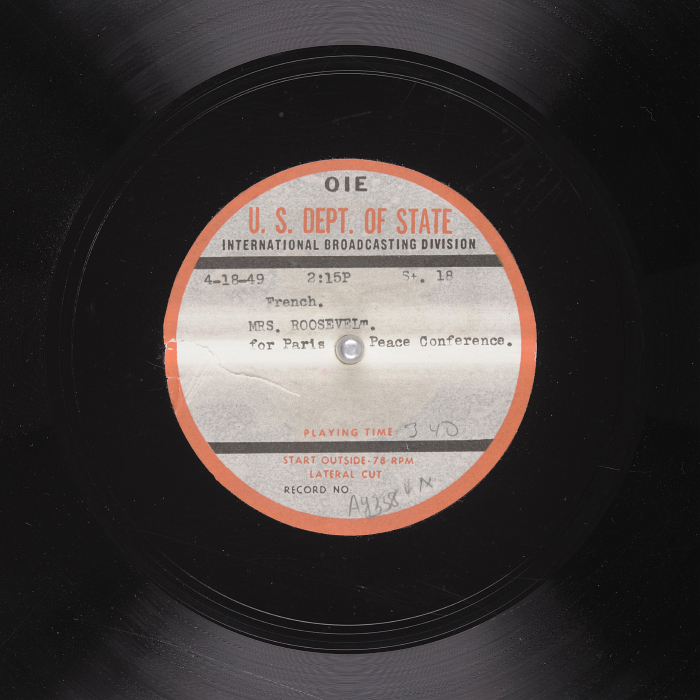 OIE
U. S. DEPT. OF STATE
INTERNATIONAL BROADCASTING DIVISION
4-18-49 2:15P St. 18
French.
MRS. ROOSEVELT.
for Paris Peace Conference.
PLAYING TIME 3 40
START OUTSIDE-78 RPM
LATERAL CUT
RECORD NO.